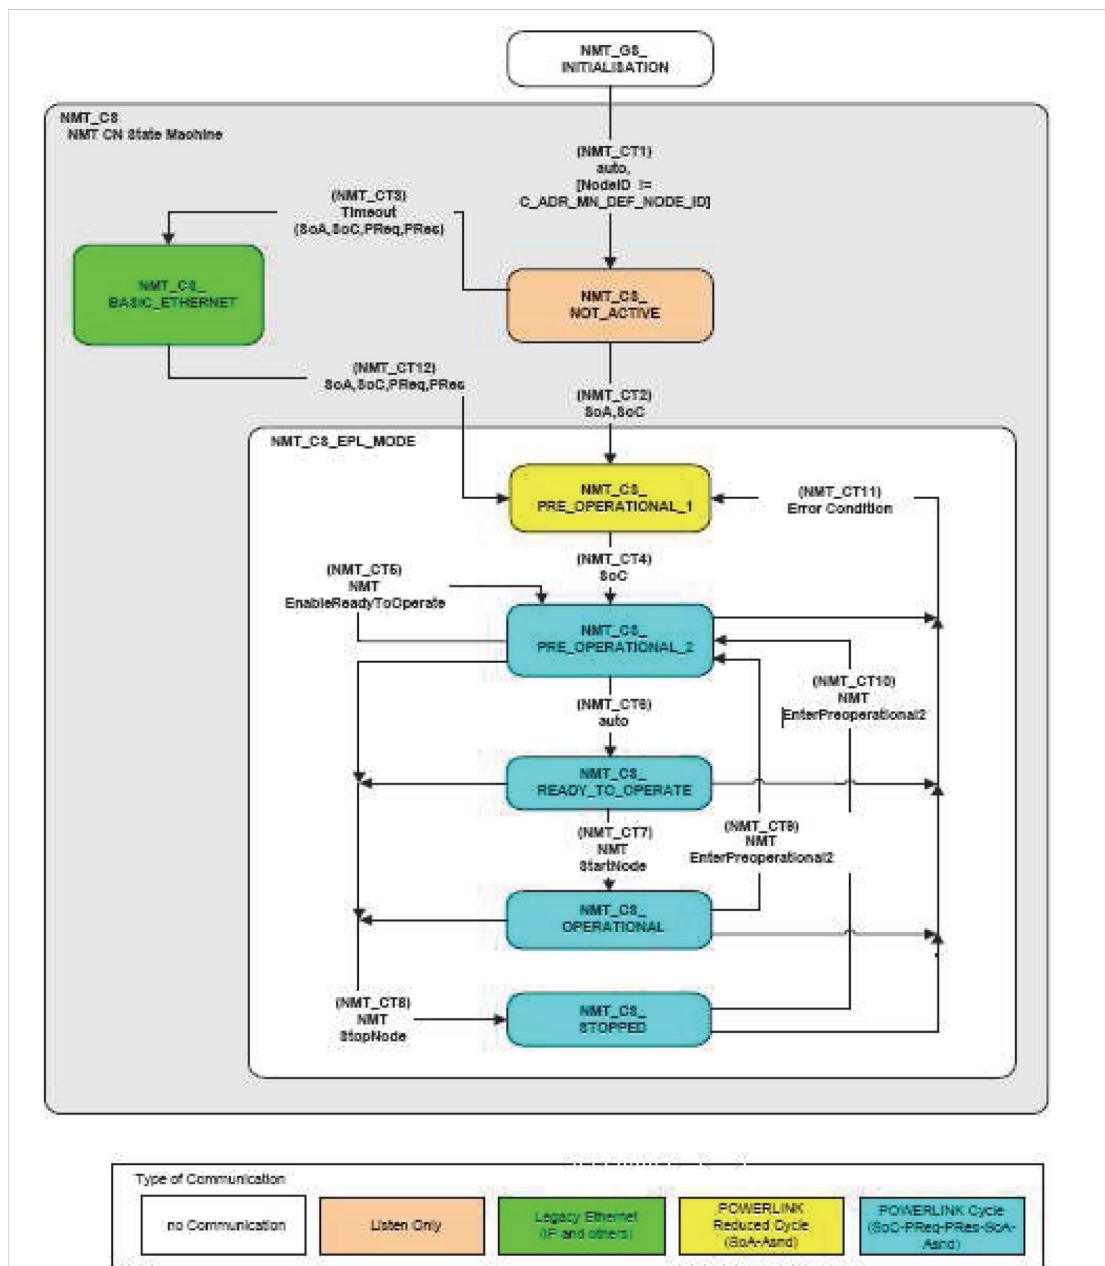 NMT_GS_
INITIALISATION
NMT_CS
NMT CN State Machine
(NMT_CT1)
auto,
[NodeID !=
C_ADR_MN_DEF_NODE_ID]
(NMT_CT3)
Timeout
(SoA,SoC,PReq,PRes)
NMT_CS_
BASIC_ETHERNET
NMT_CS_
NOT_ACTIVE
(NMT_CT12)
SoA,SoC,PReq,PRes
(NMT_CT2)
SoA,SoC
NMT_CS_EPL_MODE
NMT_CS_
PRE_OPERATIONAL_1
(NMT_CT11)
Error Condition
(NMT_CT4)
SoC
(NMT_CT5)
NMT
EnableReadyToOperate
NMT_CS_
PRE_OPERATIONAL_2
(NMT_CT10)
NMT
EnterPreoperational2
(NMT_CT6)
auto
NMT_CS_
READY_TO_OPERATE
(NMT_CT7)
NMT
StartNode
(NMT_CT9)
NMT
EnterPreoperational2
NMT_CS_
OPERATIONAL
(NMT_CT8)
NMT
StopNode
NMT_CS_
STOPPED
Type of Communication
no Communication
Listen Only
Legacy Ethernet
(IP and others)
POWERLINK
Reduced Cycle
(SoA-Asnd)
POWERLINK Cycle
(SoC-PReq-PRes-SoA-
Asnd)